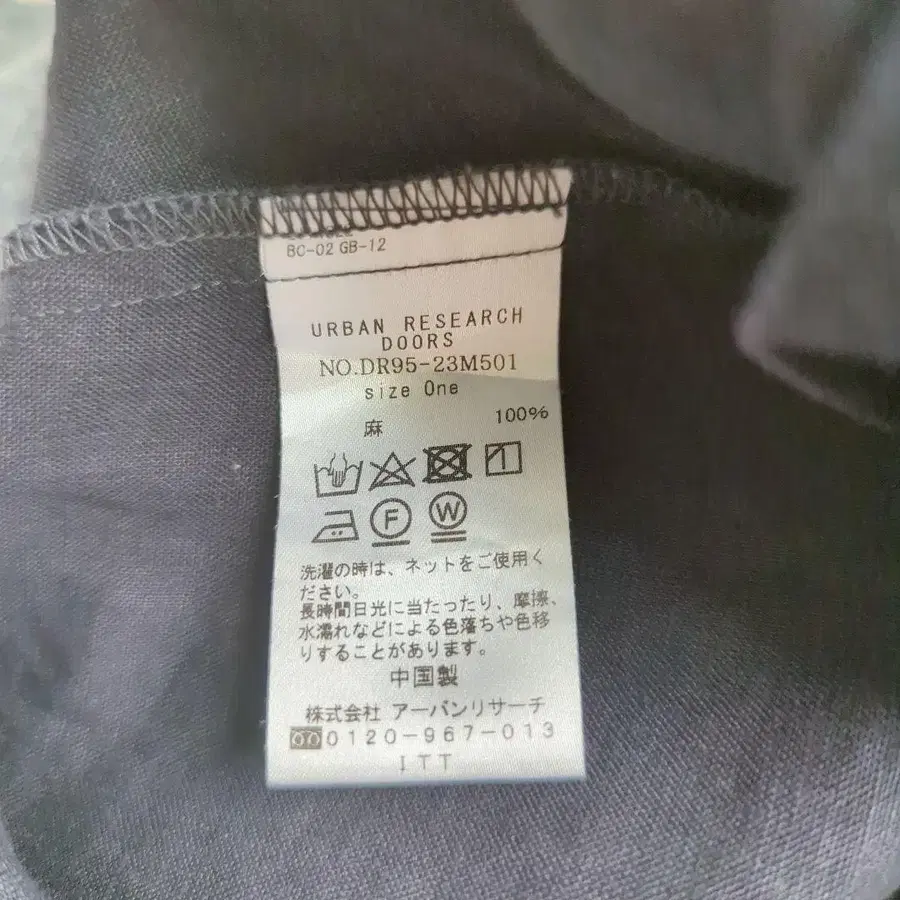 BC-02 GB-12
URBAN RESEARCH
DOORS
NO.DR95-23M501
size One
麻 100%
F W
洗濯の時は、ネットをご使用く
ださい。
長時間日光に当たったり、摩擦、
水濡れなどによる色落ちや色移
りすることがあります。
中国製
株式会社 アーバンリサーチ
0120-967-013
ITT